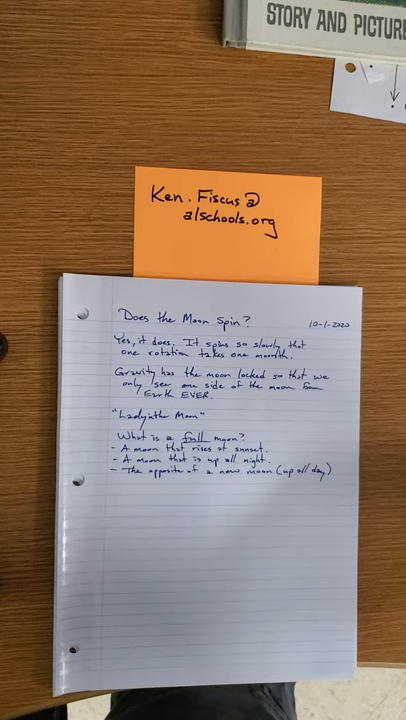 STORY AND PICTURE
Ken.Fiscus@
alschools.org
Does the Moon Spin? 10-1-2020
Yes, it does. It spins so slowly, that
one rotation takes one moonth.
Gravity has the moon locked so that we
only see one side of the moon from
Earth EVER.
"Lady in the Moon"
What is a full moon?
- A moon that rises at sunset.
- A moon that is up all night.
- The opposite of a new moon (up all day)